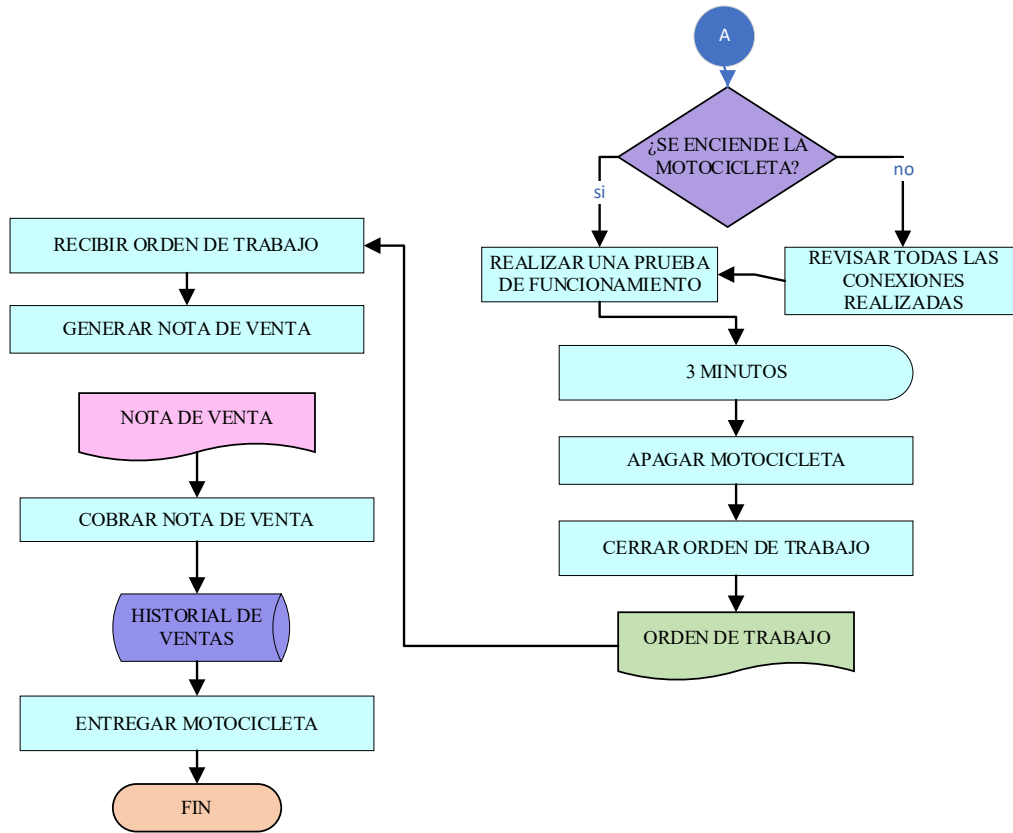 A
¿SE ENCIENDE LA
MOTOCICLETA?
si
no
REALIZAR UNA PRUEBA
DE FUNCIONAMIENTO
REVISAR TODAS LAS
CONEXIONES
REALIZADAS
3 MINUTOS
APAGAR MOTOCICLETA
CERRAR ORDEN DE TRABAJO
ORDEN DE TRABAJO
RECIBIR ORDEN DE TRABAJO
GENERAR NOTA DE VENTA
NOTA DE VENTA
COBRAR NOTA DE VENTA
HISTORIAL DE
VENTAS
ENTREGAR MOTOCICLETA
FIN